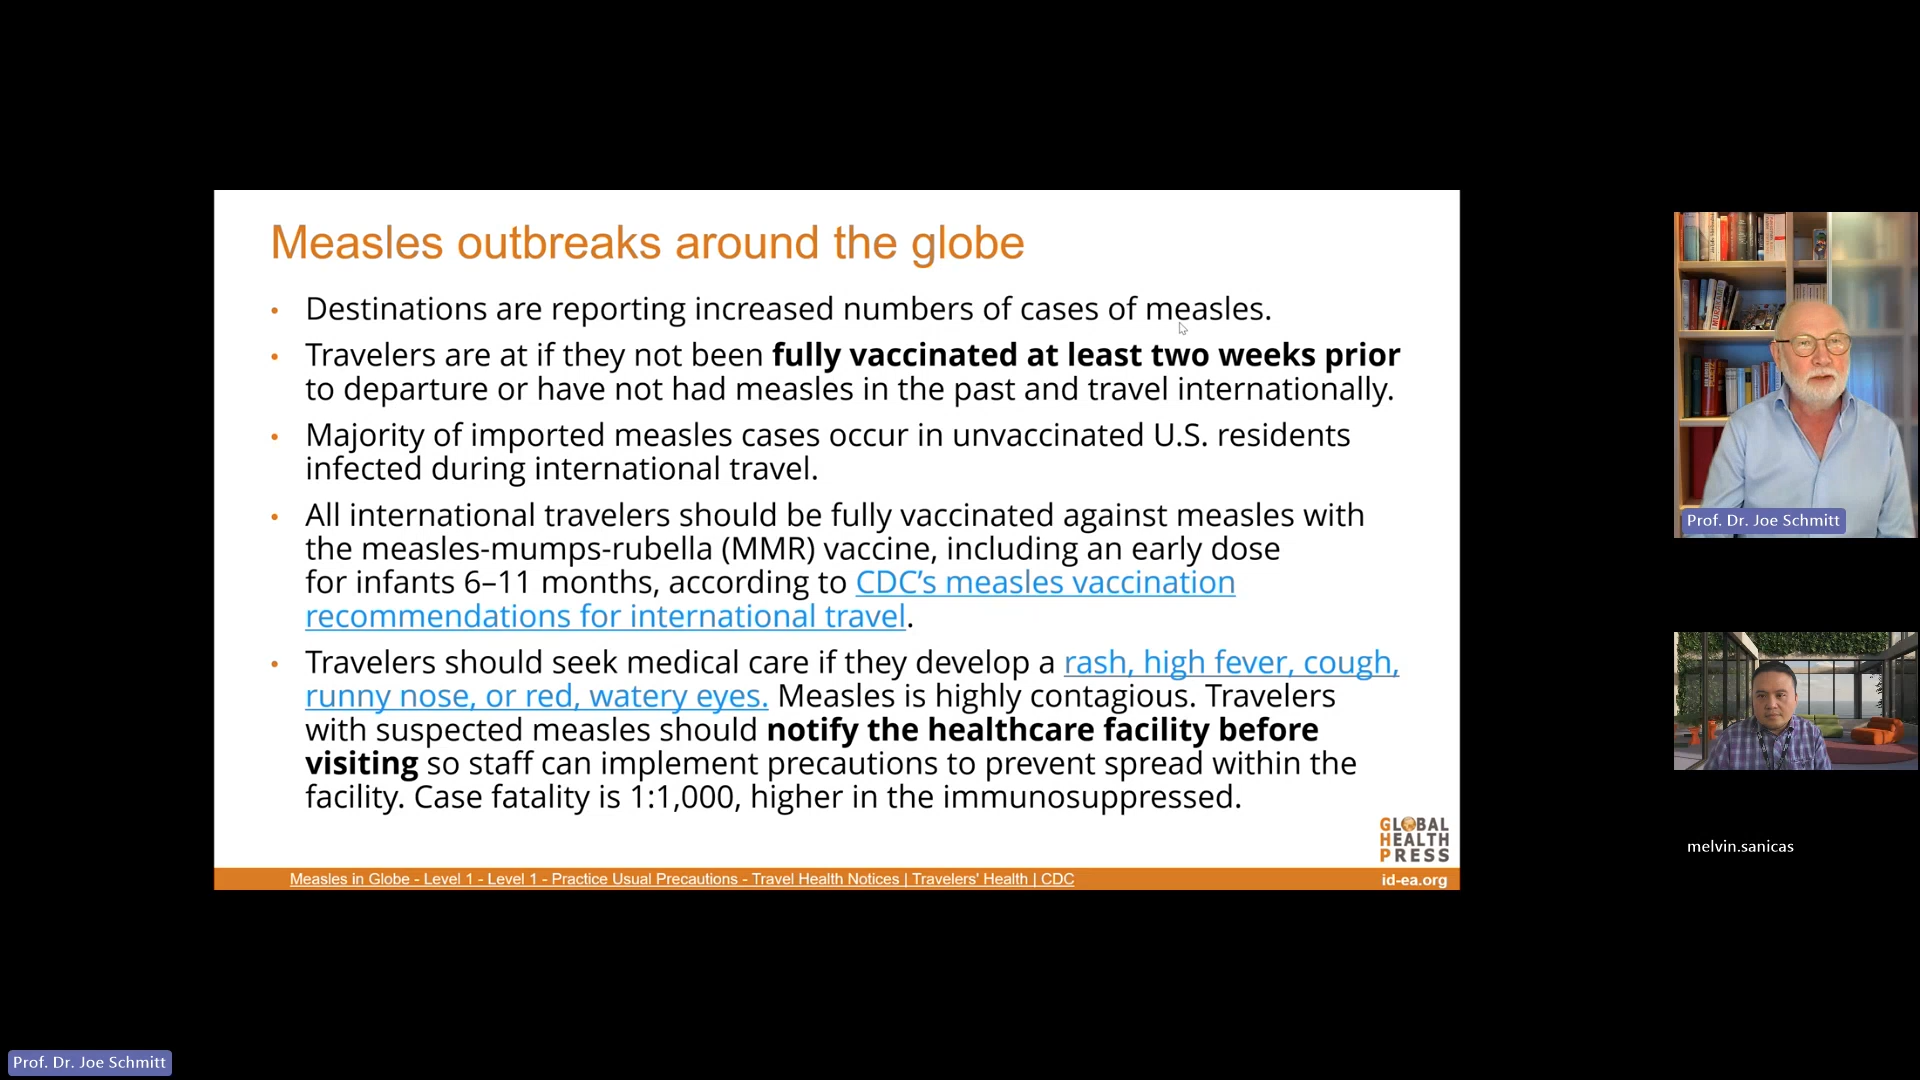 Measles outbreaks around the globe
• Destinations are reporting increased numbers of cases of measles.
• Travelers are at if they not been fully vaccinated at least two weeks prior
to departure or have not had measles in the past and travel internationally.
• Majority of imported measles cases occur in unvaccinated U.S. residents
infected during international travel.
• All international travelers should be fully vaccinated against measles with
the measles-mumps-rubella (MMR) vaccine, including an early dose
for infants 6–11 months, according to CDC’s measles vaccination
recommendations for international travel.
• Travelers should seek medical care if they develop a rash, high fever, cough,
runny nose, or red, watery eyes. Measles is highly contagious. Travelers
with suspected measles should notify the healthcare facility before
visiting so staff can implement precautions to prevent spread within the
facility. Case fatality is 1:1,000, higher in the immunosuppressed.
GLOBAL
HEALTH
PRESS
Measles in Globe - Level 1 - Level 1 - Practice Usual Precautions - Travel Health Notices | Travelers' Health | CDC
id-ea.org
Prof. Dr. Joe Schmitt
melvin.sanicas
Prof. Dr. Joe Schmitt